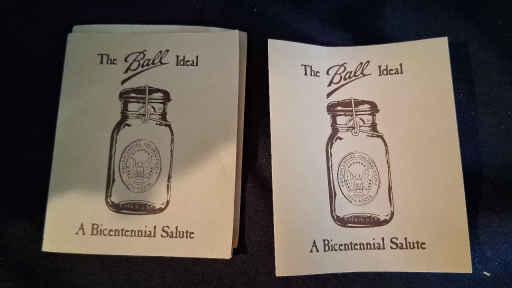 The Ball Ideal
A Bicentennial Salute
The Ball Ideal
A Bicentennial Salute